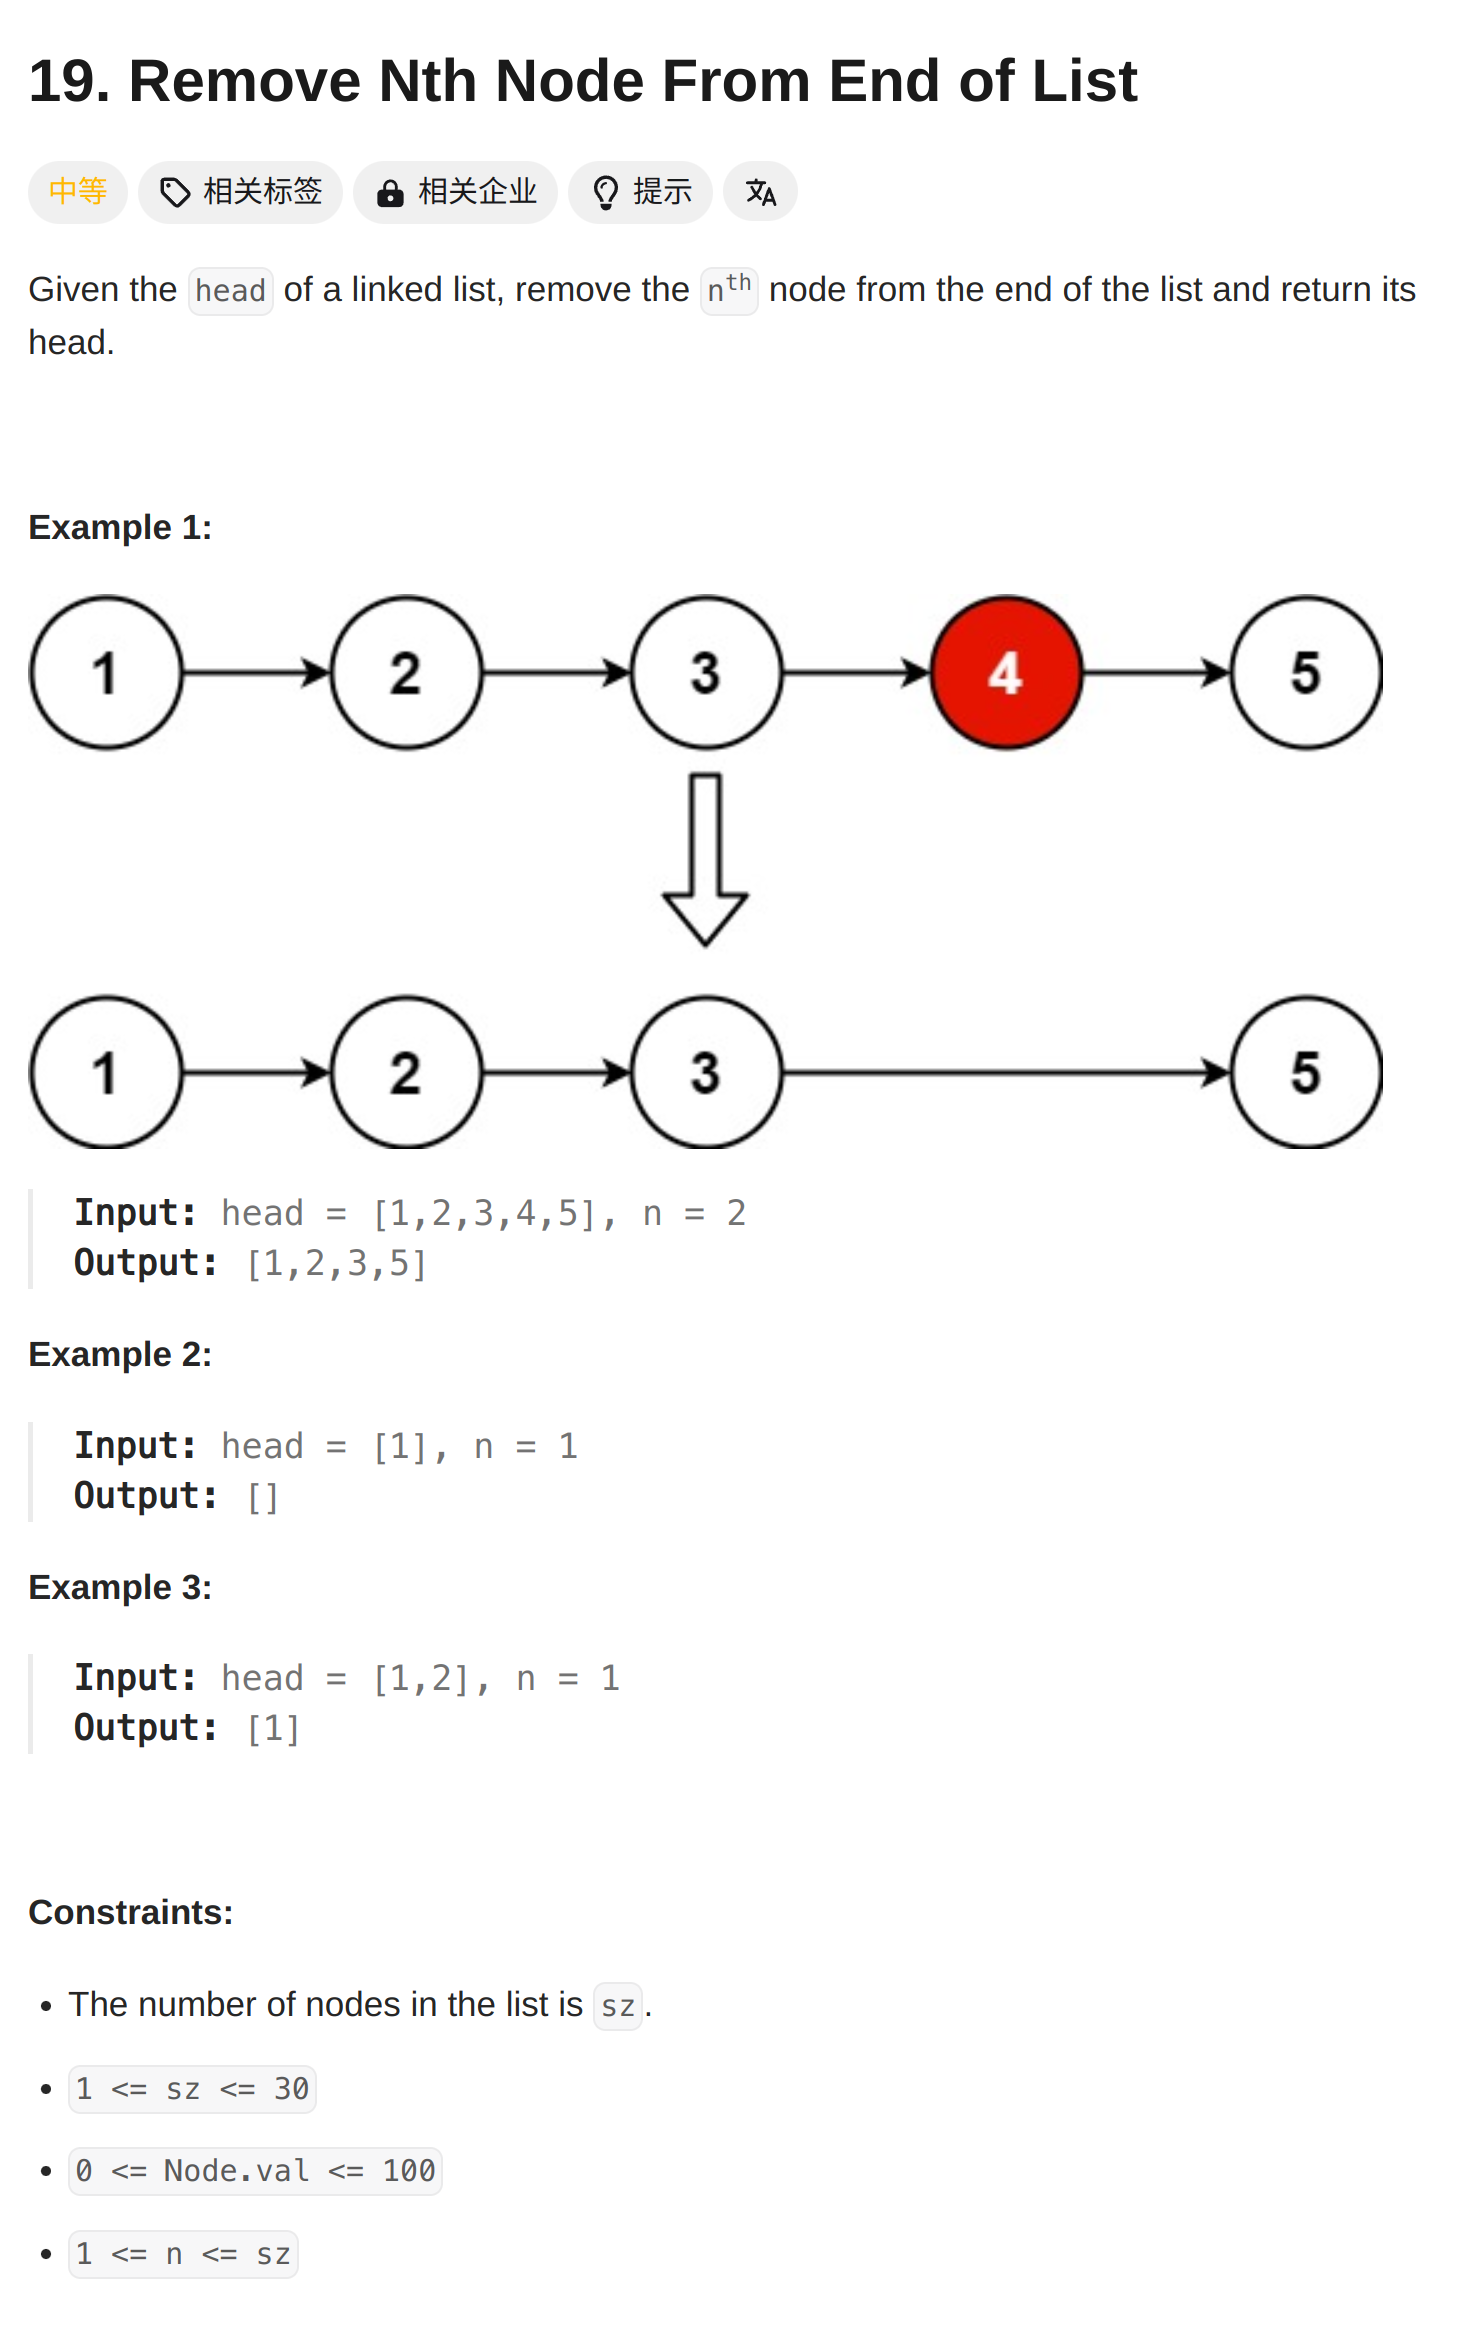 19. Remove Nth Node From End of List
中等 相关标签 相关企业 提示
Given the head of a linked list, remove the nth node from the end of the list and return its
head.
Example 1:
1 2 3 4 5
1 2 3 5
Input: head = [1,2,3,4,5], n = 2
Output: [1,2,3,5]
Example 2:
Input: head = [1], n = 1
Output: []
Example 3:
Input: head = [1,2], n = 1
Output: [1]
Constraints:
• The number of nodes in the list is sz.
• 1 <= sz <= 30
• 0 <= Node.val <= 100
• 1 <= n <= sz